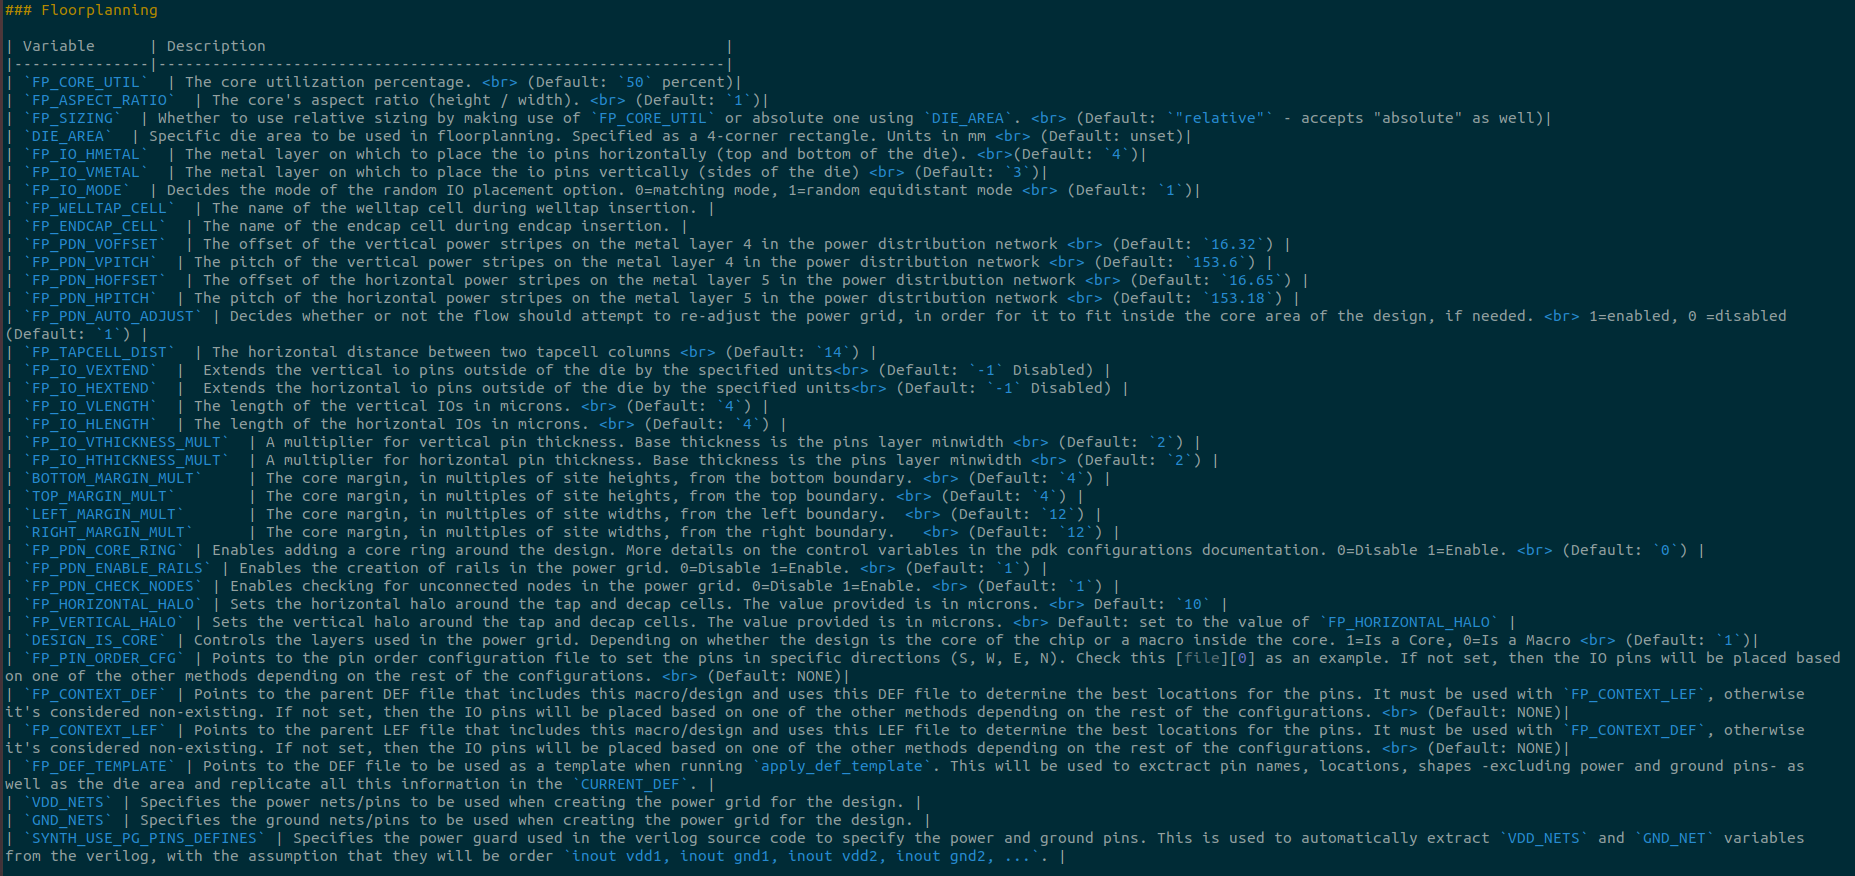 ### Floorplanning
| Variable      | Description                                                   |
|---------------|---------------------------------------------------------------|
| `FP_CORE_UTIL`  | The core utilization percentage. <br> (Default: `50` percent)|
| `FP_ASPECT_RATIO`  | The core's aspect ratio (height / width). <br> (Default: `1`)|
| `FP_SIZING`  | Whether to use relative sizing by making use of `FP_CORE_UTIL` or absolute one using `DIE_AREA`. <br> (Default: `"relative"` - accepts "absolute" as well)|
| `DIE_AREA`  | Specific die area to be used in floorplanning. Specified as a 4-corner rectangle. Units in mm <br> (Default: unset)|
| `FP_IO_HMETAL`  | The metal layer on which to place the io pins horizontally (top and bottom of the die). <br>(Default: `4`)|
| `FP_IO_VMETAL`  | The metal layer on which to place the io pins vertically (sides of the die) <br> (Default: `3`)|
| `FP_IO_MODE`  | Decides the mode of the random IO placement option. 0=matching mode, 1=random equidistant mode <br> (Default: `1`)|
| `FP_WELLTAP_CELL`  | The name of the welltap cell during welltap insertion. |
| `FP_ENDCAP_CELL`  | The name of the endcap cell during endcap insertion. |
| `FP_PDN_VOFFSET`  | The offset of the vertical power stripes on the metal layer 4 in the power distribution network <br> (Default: `16.32`) |
| `FP_PDN_VPITCH`  | The pitch of the vertical power stripes on the metal layer 4 in the power distribution network <br> (Default: `153.6`) |
| `FP_PDN_HOFFSET`  | The offset of the horizontal power stripes on the metal layer 5 in the power distribution network <br> (Default: `16.65`) |
| `FP_PDN_HPITCH`  | The pitch of the horizontal power stripes on the metal layer 5 in the power distribution network <br> (Default: `153.18`) |
| `FP_PDN_AUTO_ADJUST` | Decides whether or not the flow should attempt to re-adjust the power grid, in order for it to fit inside the core area of the design, if needed. <br> 1=enabled, 0 =disabled
(Default: `1`) |
| `FP_TAPCELL_DIST`  | The horizontal distance between two tapcell columns <br> (Default: `14`) |
| `FP_IO_VEXTEND`  |  Extends the vertical io pins outside of the die by the specified units<br> (Default: `-1` Disabled) |
| `FP_IO_HEXTEND`  |  Extends the horizontal io pins outside of the die by the specified units<br> (Default: `-1` Disabled) |
| `FP_IO_VLENGTH`  | The length of the vertical IOs in microns. <br> (Default: `4`) |
| `FP_IO_HLENGTH`  | The length of the horizontal IOs in microns. <br> (Default: `4`) |
| `FP_IO_VTHICKNESS_MULT`  | A multiplier for vertical pin thickness. Base thickness is the pins layer minwidth <br> (Default: `2`) |
| `FP_IO_HTHICKNESS_MULT`  | A multiplier for horizontal pin thickness. Base thickness is the pins layer minwidth <br> (Default: `2`) |
| `BOTTOM_MARGIN_MULT`     | The core margin, in multiples of site heights, from the bottom boundary. <br> (Default: `4`) |
| `TOP_MARGIN_MULT`        | The core margin, in multiples of site heights, from the top boundary. <br> (Default: `4`) |
| `LEFT_MARGIN_MULT`       | The core margin, in multiples of site widths, from the left boundary.  <br> (Default: `12`) |
| `RIGHT_MARGIN_MULT`      | The core margin, in multiples of site widths, from the right boundary.   <br> (Default: `12`) |
| `FP_PDN_CORE_RING` | Enables adding a core ring around the design. More details on the control variables in the pdk configurations documentation. 0=Disable 1=Enable. <br> (Default: `0`) |
| `FP_PDN_ENABLE_RAILS` | Enables the creation of rails in the power grid. 0=Disable 1=Enable. <br> (Default: `1`) |
| `FP_PDN_CHECK_NODES` | Enables checking for unconnected nodes in the power grid. 0=Disable 1=Enable. <br> (Default: `1`) |
| `FP_HORIZONTAL_HALO` | Sets the horizontal halo around the tap and decap cells. The value provided is in microns. <br> Default: `10` |
| `FP_VERTICAL_HALO` | Sets the vertical halo around the tap and decap cells. The value provided is in microns. <br> Default: set to the value of `FP_HORIZONTAL_HALO` |
| `DESIGN_IS_CORE` | Controls the layers used in the power grid. Depending on whether the design is the core of the chip or a macro inside the core. 1=Is a Core, 0=Is a Macro <br> (Default: `1`)|
| `FP_PIN_ORDER_CFG` | Points to the pin order configuration file to set the pins in specific directions (S, W, E, N). Check this [file][0] as an example. If not set, then the IO pins will be placed based
on one of the other methods depending on the rest of the configurations. <br> (Default: NONE)|
| `FP_CONTEXT_DEF` | Points to the parent DEF file that includes this macro/design and uses this DEF file to determine the best locations for the pins. It must be used with `FP_CONTEXT_LEF`, otherwise
it's considered non-existing. If not set, then the IO pins will be placed based on one of the other methods depending on the rest of the configurations. <br> (Default: NONE)|
| `FP_CONTEXT_LEF` | Points to the parent LEF file that includes this macro/design and uses this LEF file to determine the best locations for the pins. It must be used with `FP_CONTEXT_DEF`, otherwise
it's considered non-existing. If not set, then the IO pins will be placed based on one of the other methods depending on the rest of the configurations. <br> (Default: NONE)|
| `FP_DEF_TEMPLATE` | Points to the DEF file to be used as a template when running `apply_def_template`. This will be used to exctract pin names, locations, shapes -excluding power and ground pins- as
well as the die area and replicate all this information in the `CURRENT_DEF`. |
| `VDD_NETS` | Specifies the power nets/pins to be used when creating the power grid for the design. |
| `GND_NETS` | Specifies the ground nets/pins to be used when creating the power grid for the design. |
| `SYNTH_USE_PG_PINS_DEFINES` | Specifies the power guard used in the verilog source code to specify the power and ground pins. This is used to automatically extract `VDD_NETS` and `GND_NET` variables
from the verilog, with the assumption that they will be order `inout vdd1, inout gnd1, inout vdd2, inout gnd2, ...`. |